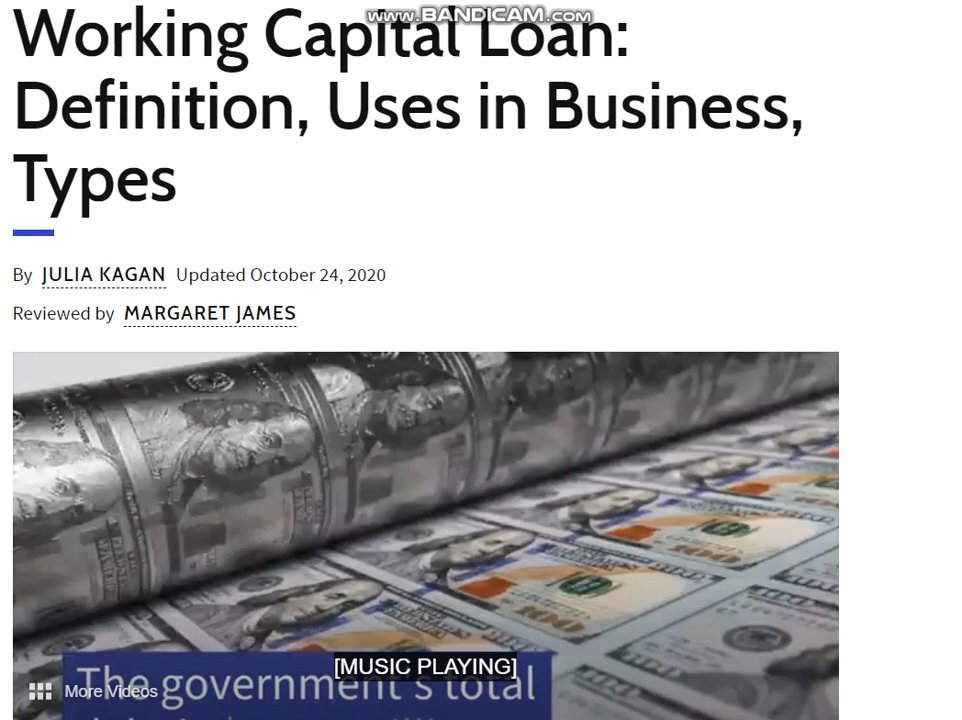 www.BANDICAM.com
Working Capital Loan:
Definition, Uses in Business,
Types
By JULIA KAGAN Updated October 24, 2020
Reviewed by MARGARET JAMES
[MUSIC PLAYING]
The government's total
More Videos